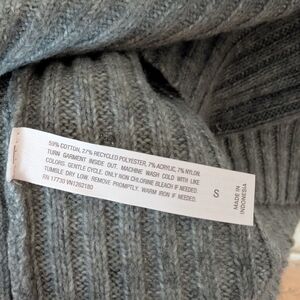 59% COTTON, 27% RECYCLED POLYESTER, 7% ACRYLIC, 7% NYLON.
TURN GARMENT INSIDE OUT. MACHINE WASH COLD WITH LIKE
COLORS. GENTLE CYCLE. ONLY NON CHLORINE BLEACH IF NEEDED.
TUMBLE DRY LOW. REMOVE PROMPTLY. WARM IRON IF NEEDED.
RN 17730 VN1262180
S
MADE IN
INDONESIA